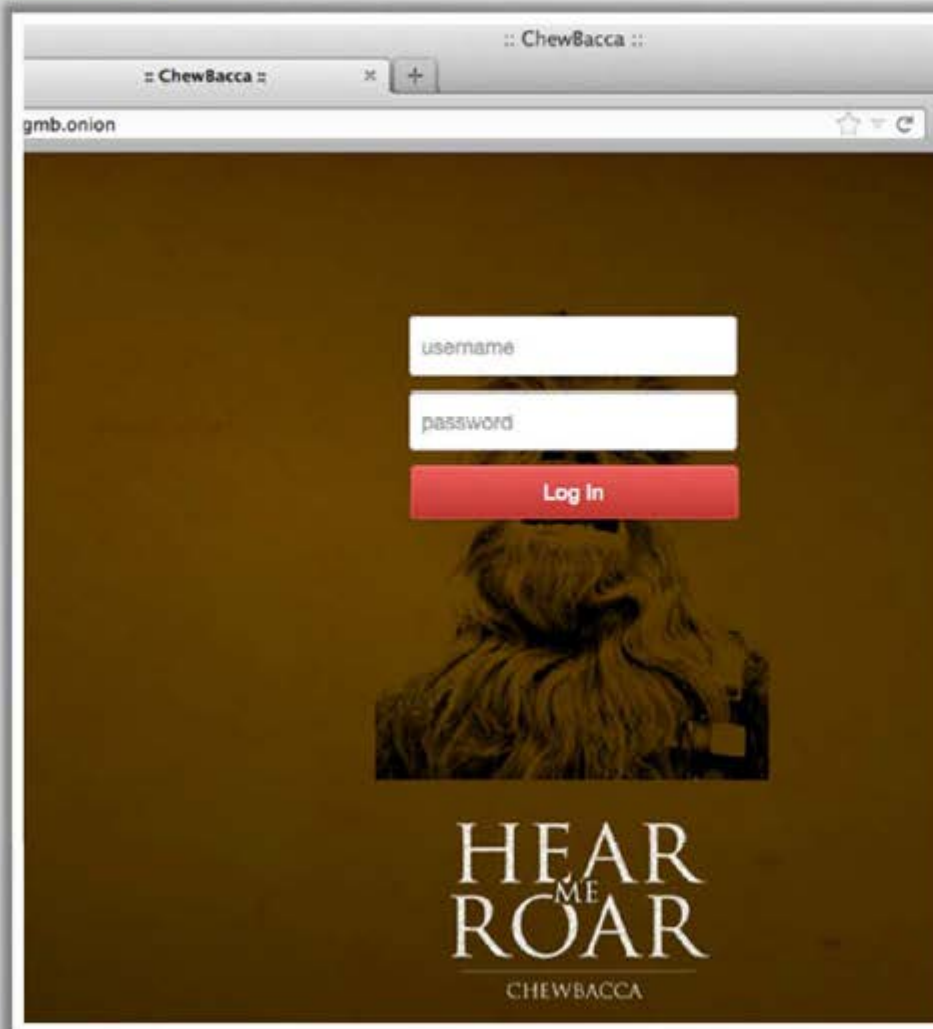 :: ChewBacca ::
:: ChewBacca ::
gmb.onion
username
password
Log In
HEAR
ME
ROAR
CHEWBACCA